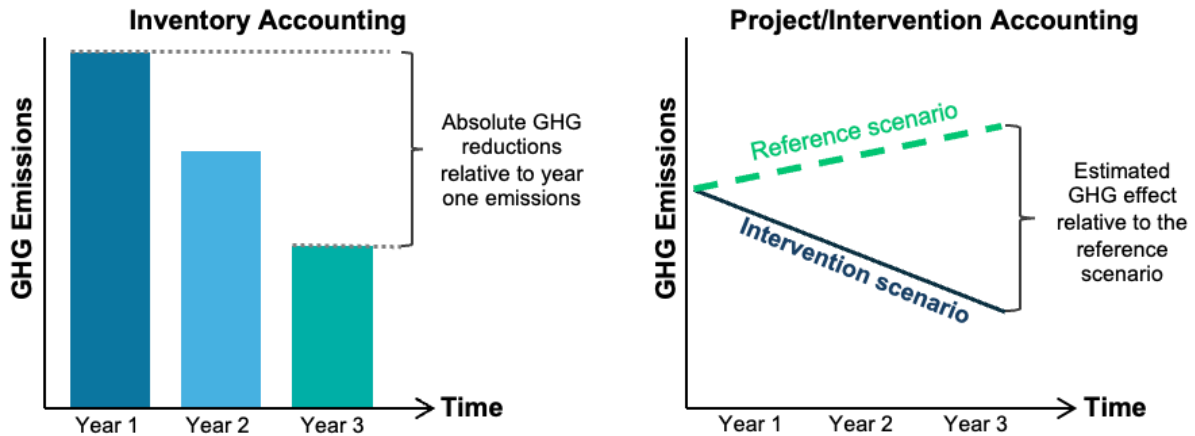 Inventory Accounting
GHG Emissions
Absolute GHG
reductions
relative to year
one emissions
Year 1
Year 2
Year 3
Time
Project/Intervention Accounting
GHG Emissions
Reference scenario
Intervention scenario
Estimated
GHG effect
relative to the
reference
scenario
Year 1
Year 2
Year 3
Time